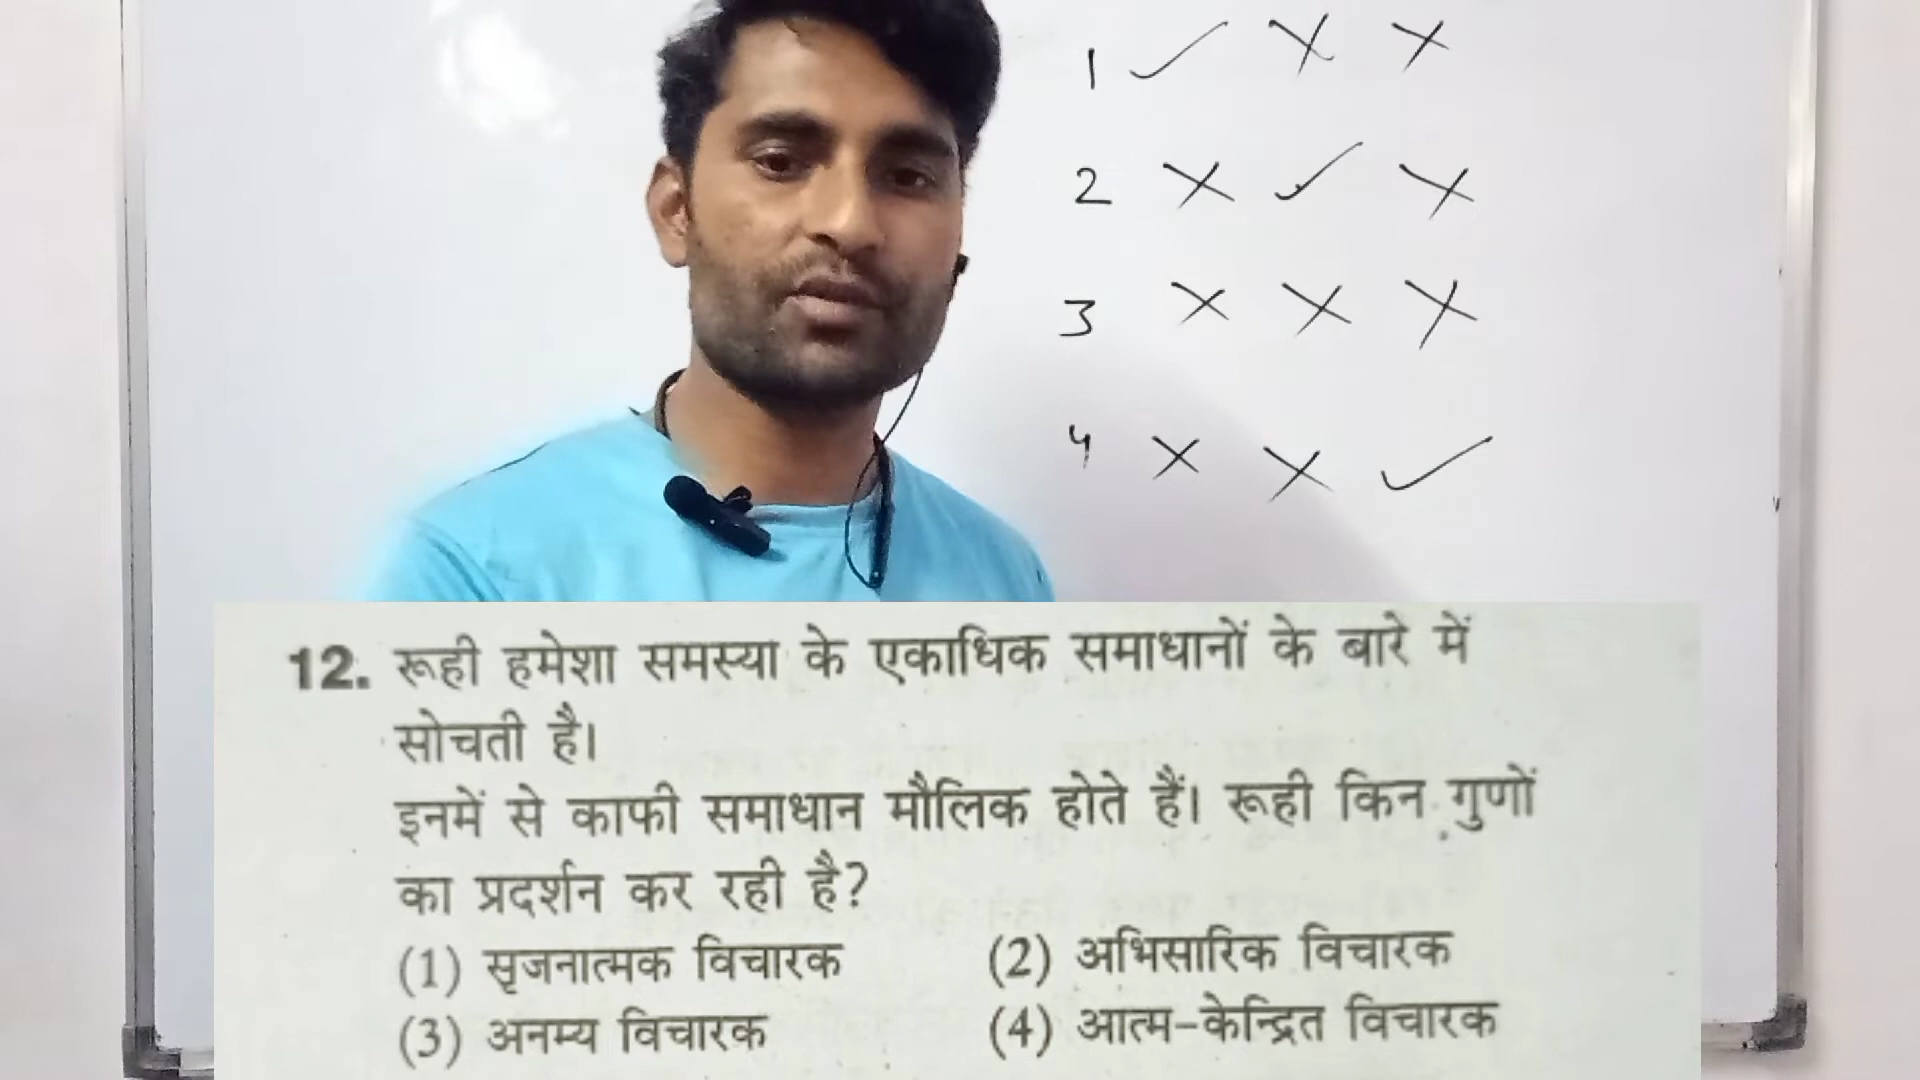 1 ✓ X X
2 X ✓ X
3 X X X
4 X X ✓
12. रूही हमेशा समस्या के एकाधिक समाधानों के बारे में
सोचती है।
इनमें से काफी समाधान मौलिक होते हैं। रूही किन गुणों
का प्रदर्शन कर रही है?
(1) सृजनात्मक विचारक (2) अभिसारिक विचारक
(3) अनम्य विचारक (4) आत्म-केन्द्रित विचारक